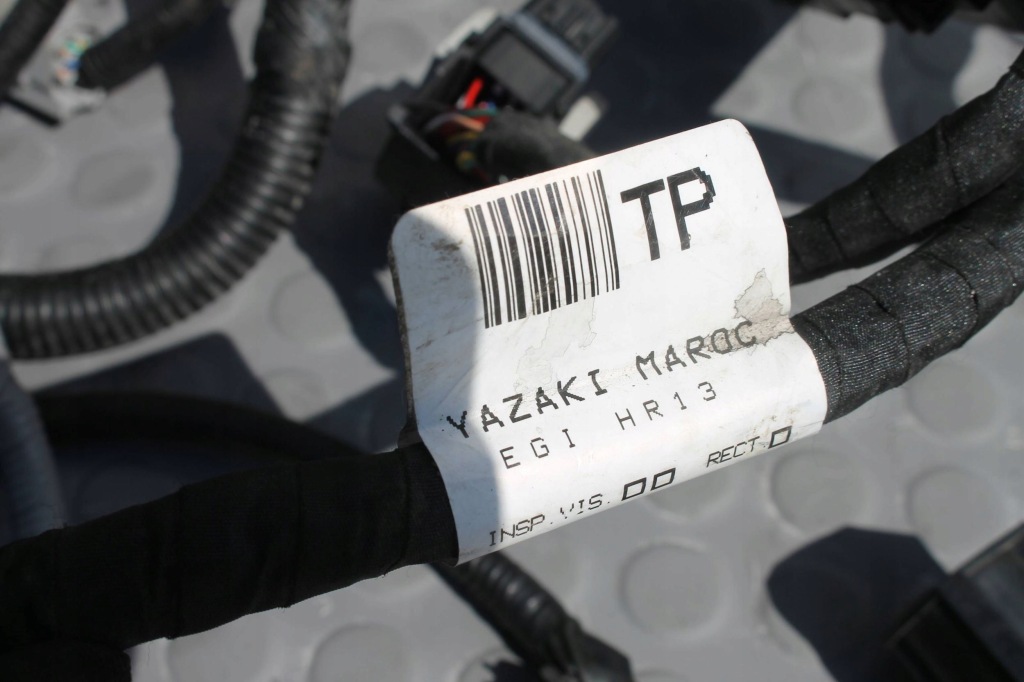 TP
YAZAKI MAROC
EGI HR13
INSP.VIS. RECT.